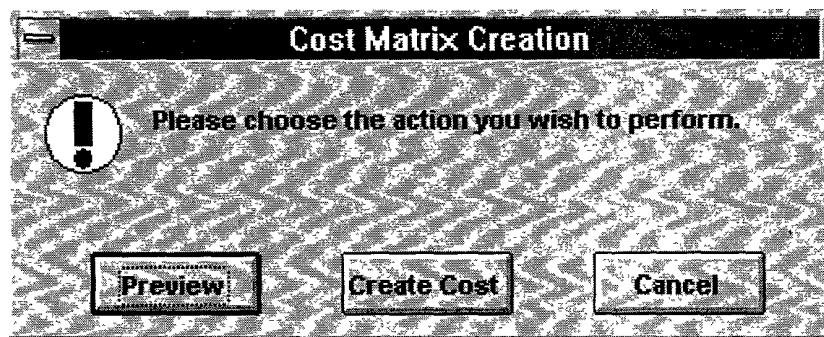 Cost Matrix Creation
Please choose the action you wish to perform.
Preview Create Cost Cancel